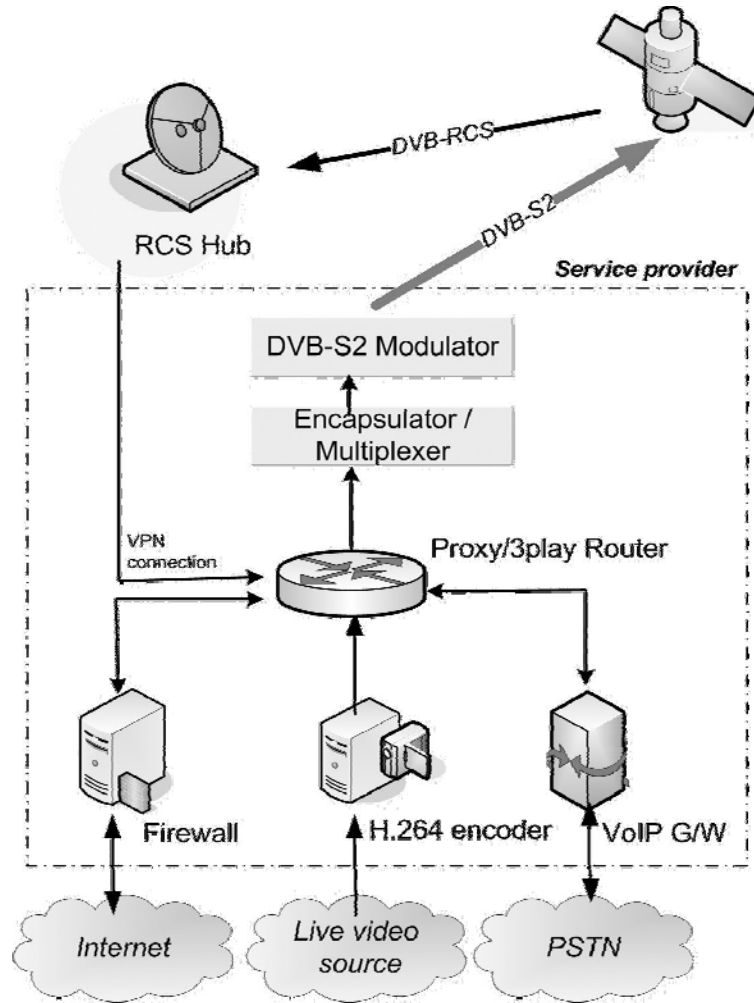 DVB-RCS
DVB-S2
RCS Hub
Service provider
DVB-S2 Modulator
Encapsulator /
Multiplexer
VPN
connection
Proxy/3play Router
Firewall
H.264 encoder
VoIP G/W
Internet
Live video
source
PSTN